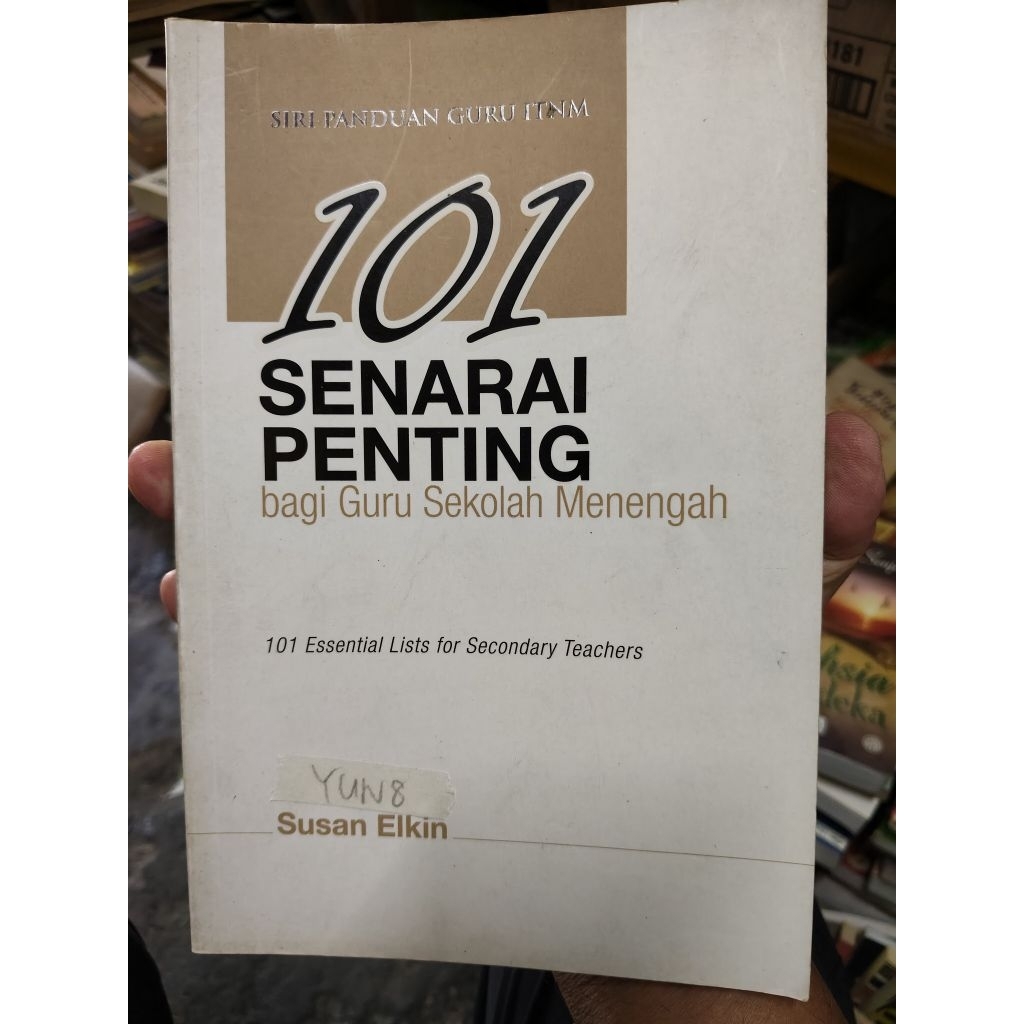 SIRI PANDUAN GURU ITNM
101
SENARAI
PENTING
bagi Guru Sekolah Menengah
101 Essential Lists for Secondary Teachers
YUN8
Susan Elkin
181